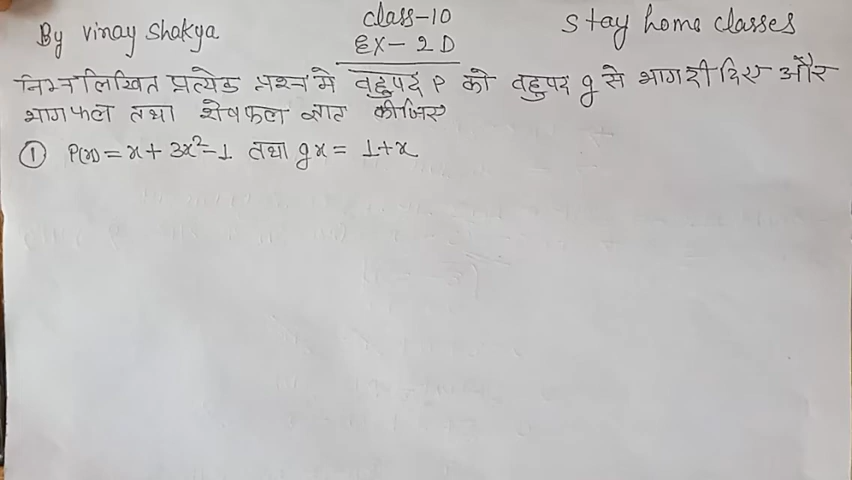 By Vinay Shakya
class-10
Stay home classes
EX-2D
निम्नलिखित प्रत्येक प्रश्न मे बहुपद P को बहुपद g से भाग दीजिए और
भागफल तथा शेषफल ज्ञात कीजिए
① P(x) = x + 3x²-1 तथा gx = 1+x